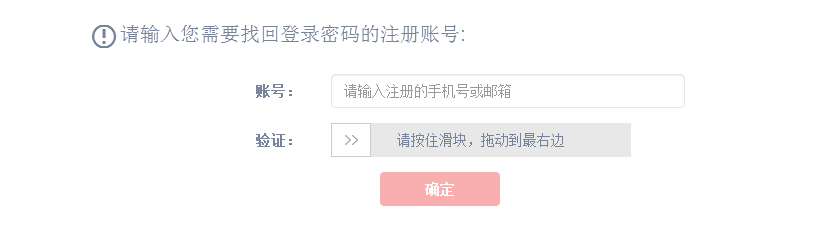 请输入您需要找回登录密码的注册账号:
账号： 请输入注册的手机号或邮箱
验证： >> 请按住滑块，拖动到最右边
确定